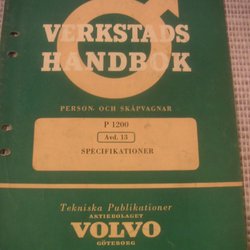 VERKSTADS
HANDBOK
PERSON- OCH SKÅPVAGNAR
P 1200
Avd. 13
SPECIFIKATIONER
Tekniska Publikationer
AKTIEBOLAGET
VOLVO
GÖTEBORG